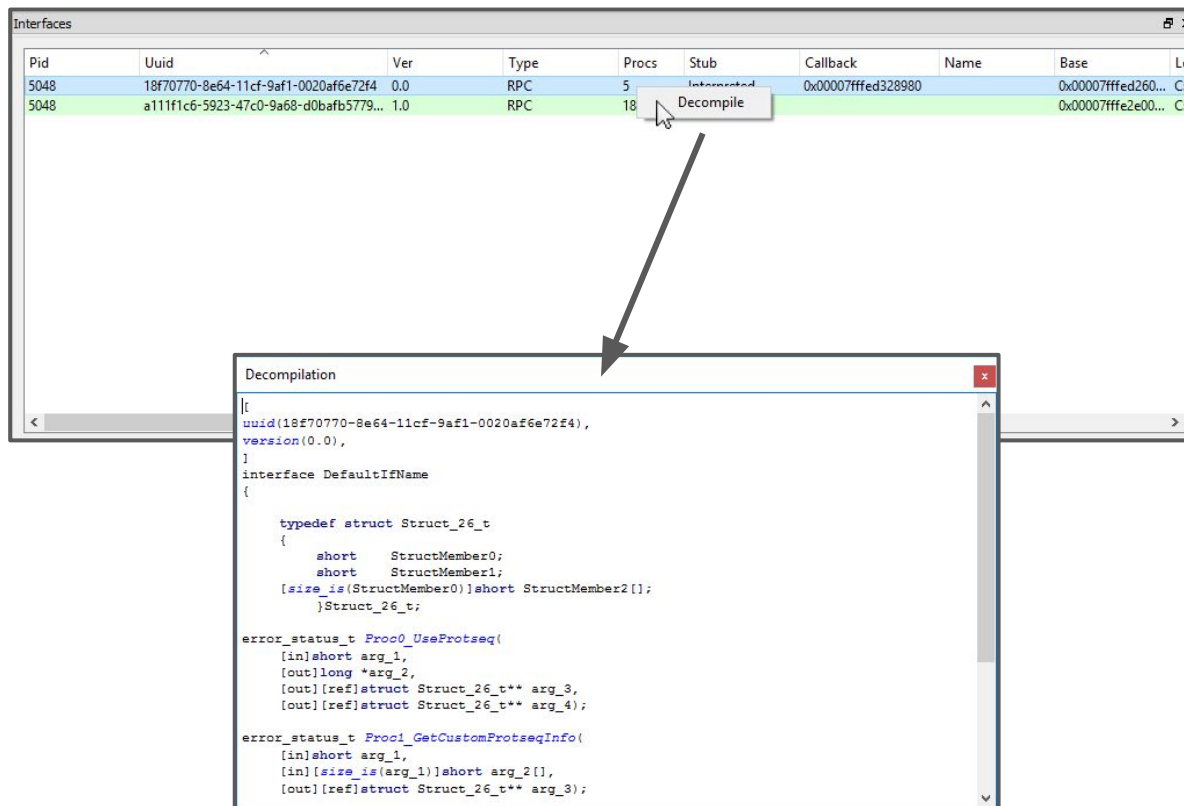 Interfaces
Pid Uuid Ver Type Procs Stub Callback Name Base
5048 18f70770-8e64-11cf-9af1-0020af6e72f4 0.0 RPC 5 Interpreted 0x00007fffed328980 0x00007fffed260...
5048 a111f1c6-5923-47c0-9a68-d0bafb5779... 1.0 RPC 18 0x00007fffe2e00...
Decompile
Decompilation
[
uuid(18f70770-8e64-11cf-9af1-0020af6e72f4),
version(0.0),
]
interface DefaultIfName
{
typedef struct Struct_26_t
{
short StructMember0;
short StructMember1;
[size_is(StructMember0)]short StructMember2[];
}Struct_26_t;
error_status_t Proc0_UseProtseq(
[in]short arg_1,
[out]long *arg_2,
[out][ref]struct Struct_26_t** arg_3,
[out][ref]struct Struct_26_t** arg_4);
error_status_t Proc1_GetCustomProtseqInfo(
[in]short arg_1,
[in][size_is(arg_1)]short arg_2[],
[out][ref]struct Struct_26_t** arg_3);